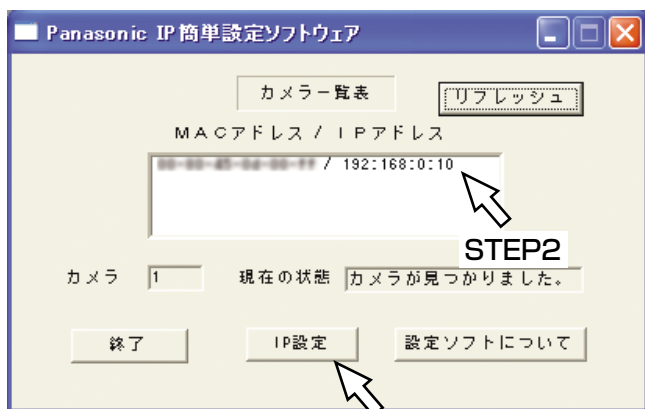 Panasonic IP簡単設定ソフトウェア
カメラ一覧表
リフレッシュ
MACアドレス / IPアドレス
/ 192:168:0:10
STEP2
カメラ 1 現在の状態 カメラが見つかりました。
終了 IP設定 設定ソフトについて